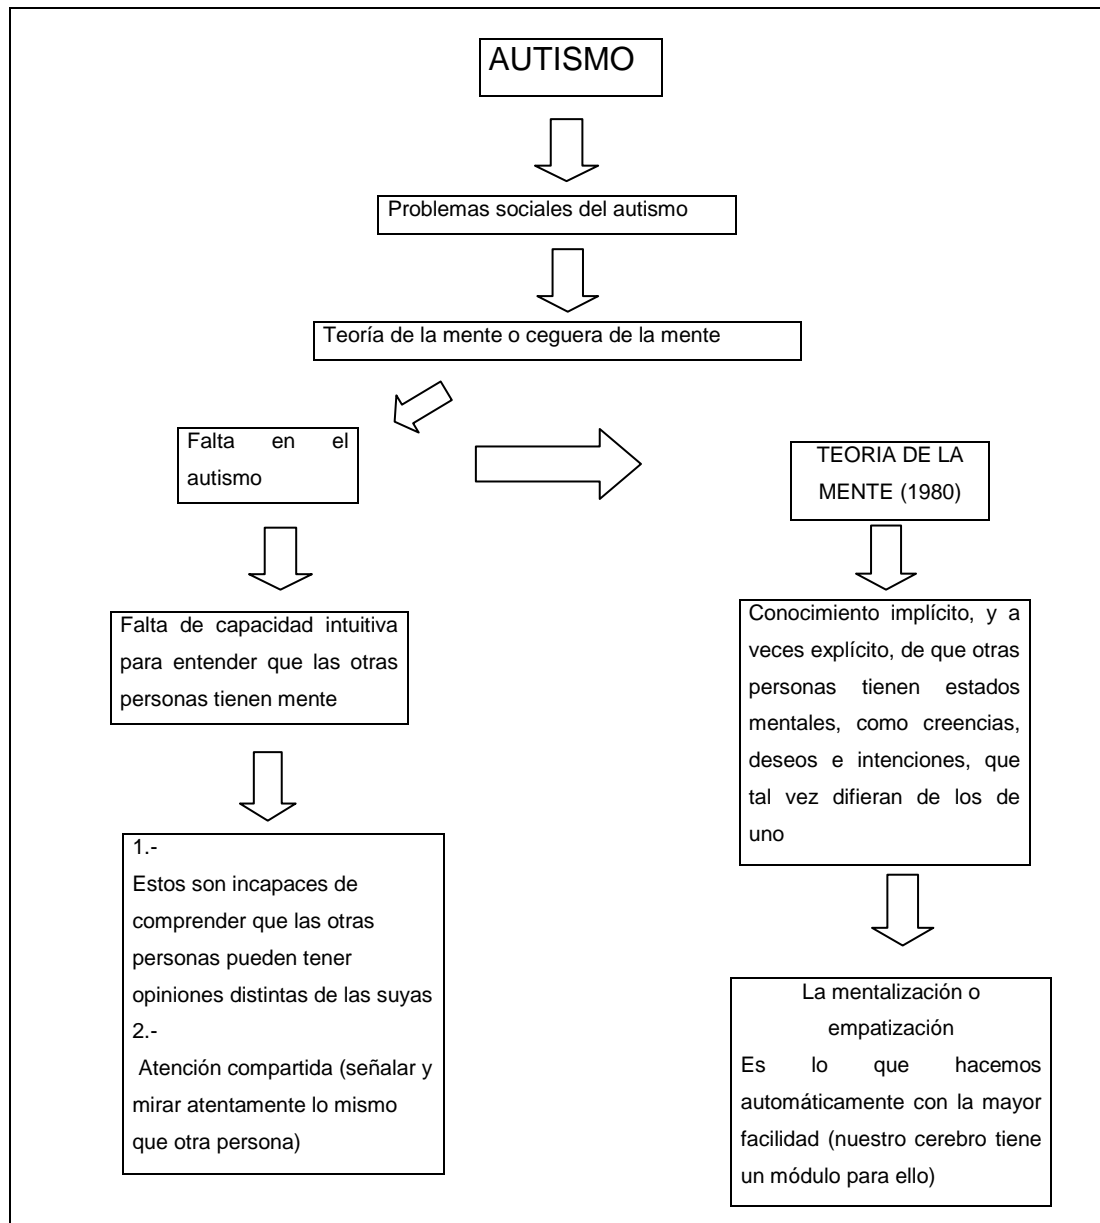 AUTISMO
Problemas sociales del autismo
Teoría de la mente o ceguera de la mente
Falta en el
autismo
Falta de capacidad intuitiva
para entender que las otras
personas tienen mente
1.-
Estos son incapaces de
comprender que las otras
personas pueden tener
opiniones distintas de las suyas
2.-
Atención compartida (señalar y
mirar atentamente lo mismo
que otra persona)
TEORIA DE LA
MENTE (1980)
Conocimiento implícito, y a
veces explícito, de que otras
personas tienen estados
mentales, como creencias,
deseos e intenciones, que
tal vez difieran de los de
uno
La mentalización o
empatización
Es lo que hacemos
automáticamente con la mayor
facilidad (nuestro cerebro tiene
un módulo para ello)